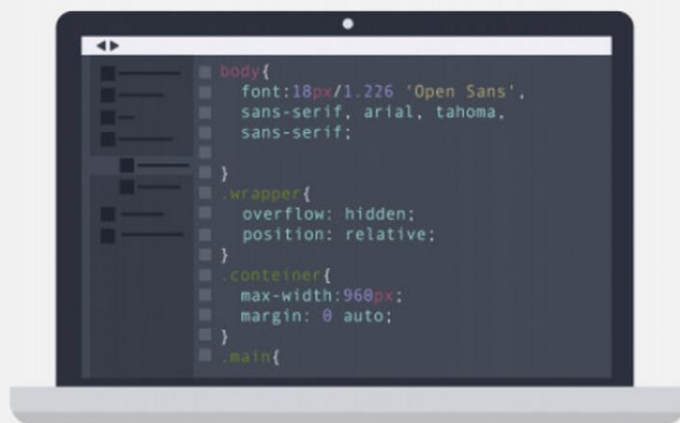 body{
font:18px/1.226 'Open Sans',
sans-serif, arial, tahoma,
sans-serif;
}
.wrapper{
overflow: hidden;
position: relative;
}
.conteiner{
max-width:960px;
margin: 0 auto;
}
.main{